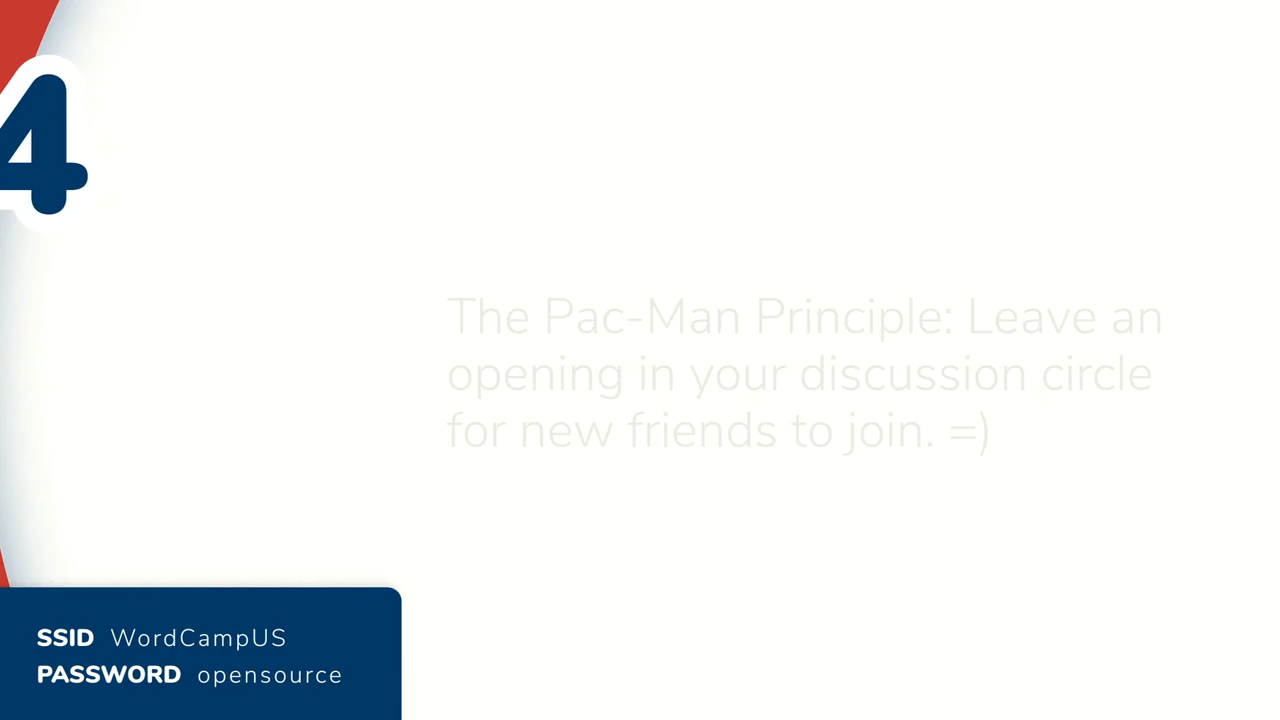 4
The Pac-Man Principle: Leave an
opening in your discussion circle
for new friends to join. =)
SSID WordCampUS
PASSWORD opensource